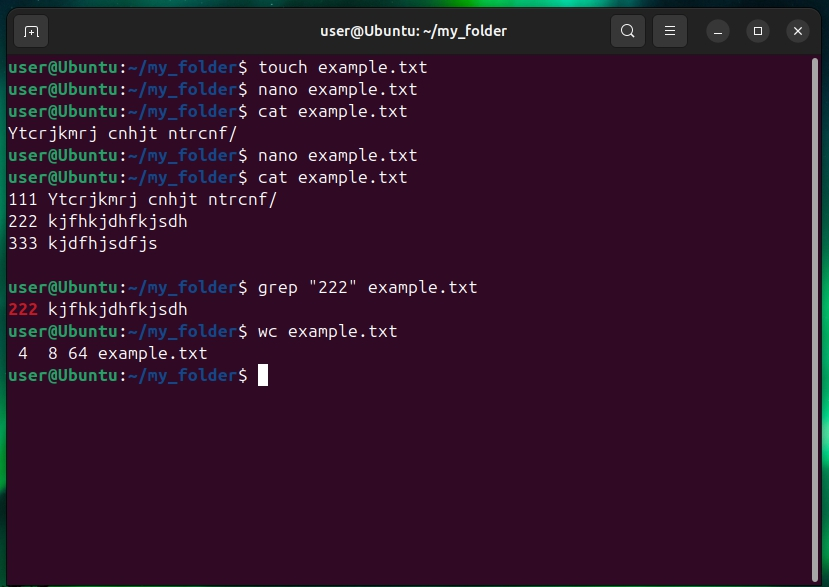 user@Ubuntu: ~/my_folder
user@Ubuntu:~/my_folder$ touch example.txt
user@Ubuntu:~/my_folder$ nano example.txt
user@Ubuntu:~/my_folder$ cat example.txt
Ytcrjkmrj cnhjt ntrcnf/
user@Ubuntu:~/my_folder$ nano example.txt
user@Ubuntu:~/my_folder$ cat example.txt
111 Ytcrjkmrj cnhjt ntrcnf/
222 kjfhkjdhfkjsdh
333 kjdfhjsdfjs
user@Ubuntu:~/my_folder$ grep "222" example.txt
222 kjfhkjdhfkjsdh
user@Ubuntu:~/my_folder$ wc example.txt
 4  8 64 example.txt
user@Ubuntu:~/my_folder$